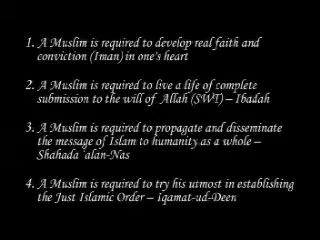 1. A Muslim is required to develop real faith and
conviction (Iman) in one's heart
2. A Muslim is required to live a life of complete
submission to the will of Allah (SWT) – Ibadah
3. A Muslim is required to propagate and disseminate
the message of Islam to humanity as a whole –
Shahada 'alan-Nas
4. A Muslim is required to try his utmost in establishing
the Just Islamic Order – Iqamat-ud-Deen